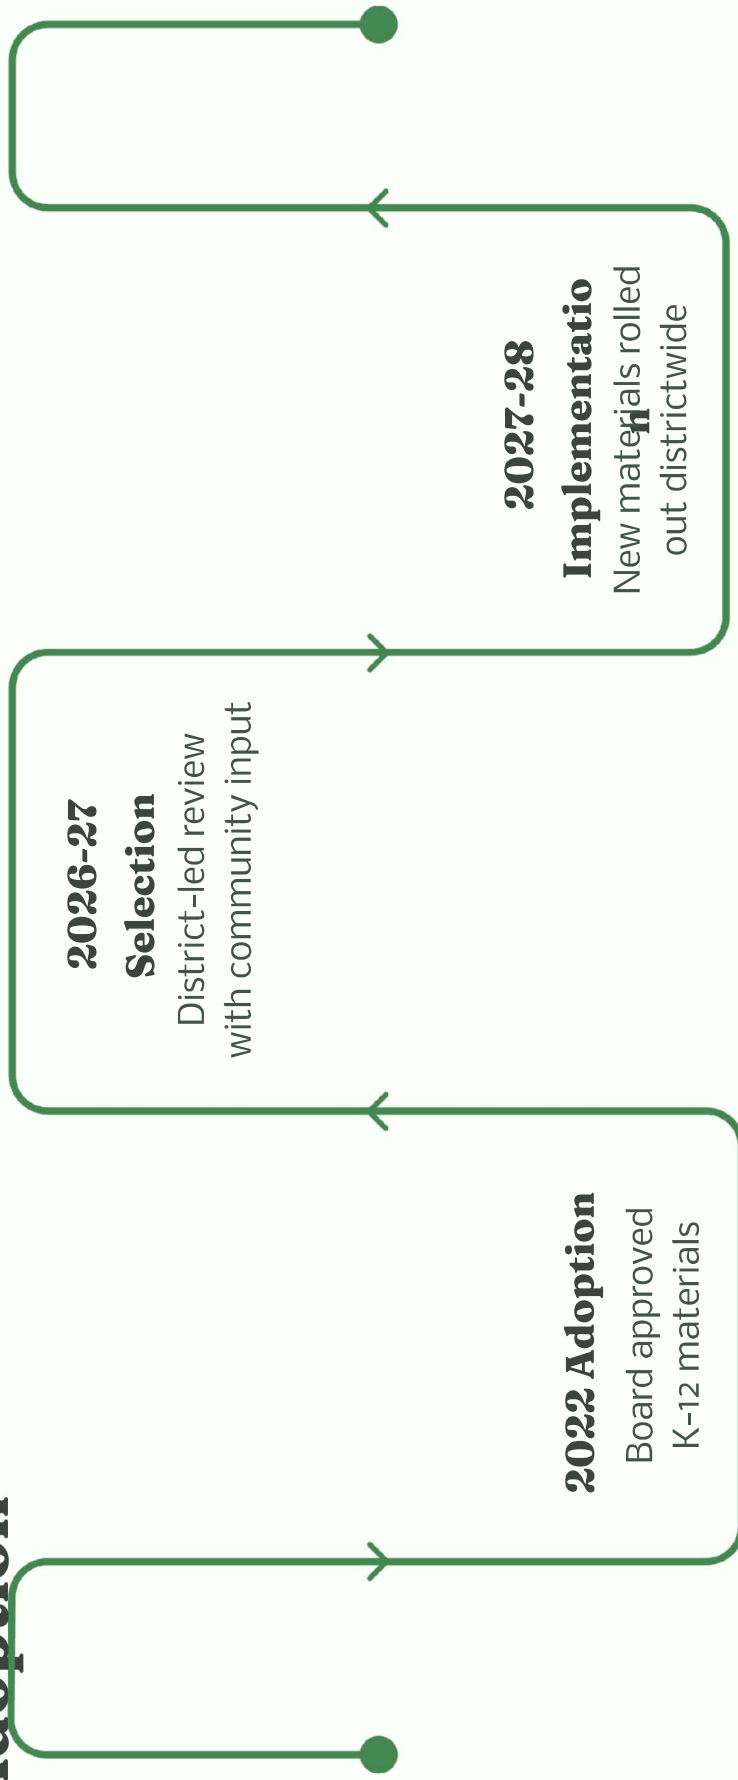 2022 Adoption
Board approved
K-12 materials
2026-27
Selection
District-led review
with community input
2027-28
Implementatio
n
New materials rolled
out districtwide